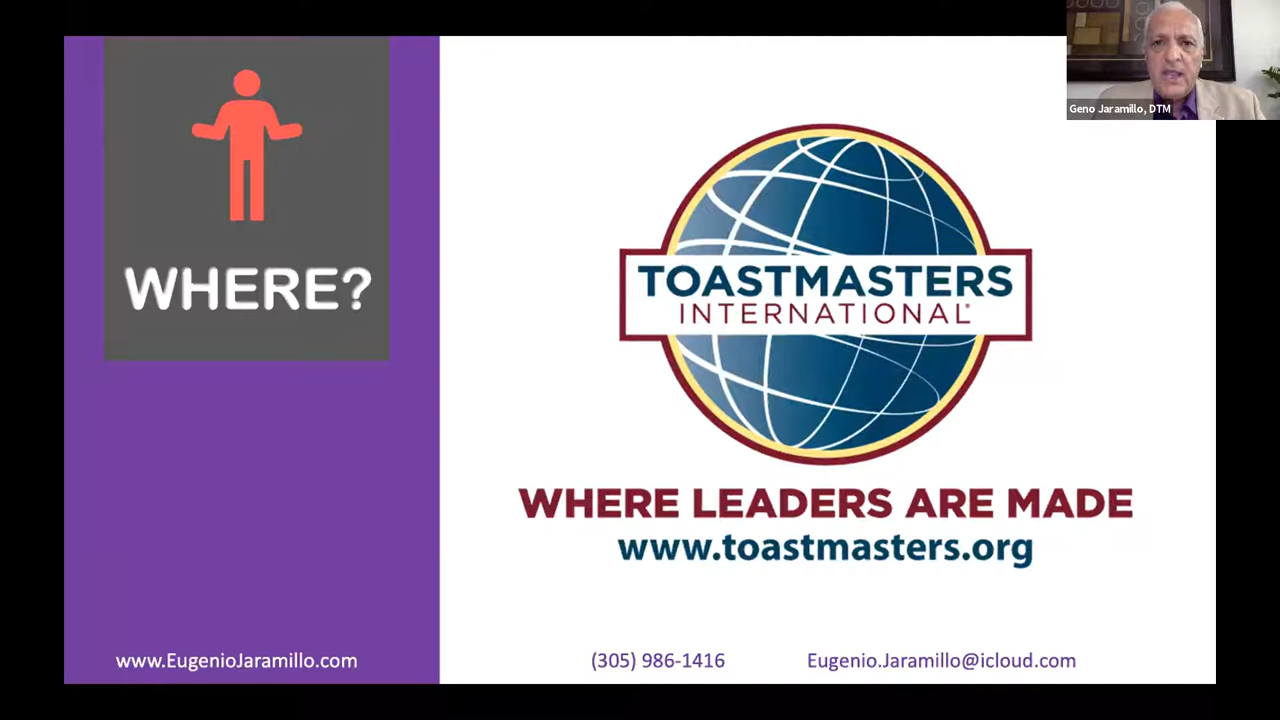 Geno Jaramillo, DTM
WHERE?
TOASTMASTERS
INTERNATIONAL®
WHERE LEADERS ARE MADE
www.toastmasters.org
www.EugenioJaramillo.com
(305) 986-1416
Eugenio.Jaramillo@icloud.com